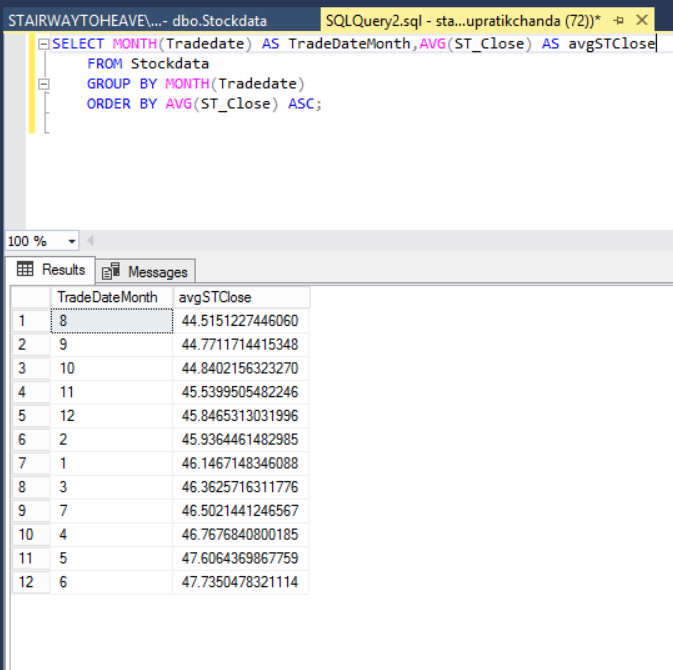 STAIRWAYTOHEAVE\...- dbo.Stockdata
SQLQuery2.sql - sta...upratikchanda (72))*
SELECT MONTH(Tradedate) AS TradeDateMonth,AVG(ST_Close) AS avgSTClose
FROM Stockdata
GROUP BY MONTH(Tradedate)
ORDER BY AVG(ST_Close) ASC;
100 %
Results Messages
TradeDateMonth avgSTClose
1 8 44.5151227446060
2 9 44.7711714415348
3 10 44.8402156323270
4 11 45.5399505482246
5 12 45.8465313031996
6 2 45.9364461482985
7 1 46.1467148346088
8 3 46.3625716311776
9 7 46.5021441246567
10 4 46.7676840800185
11 5 47.6064369867759
12 6 47.7350478321114